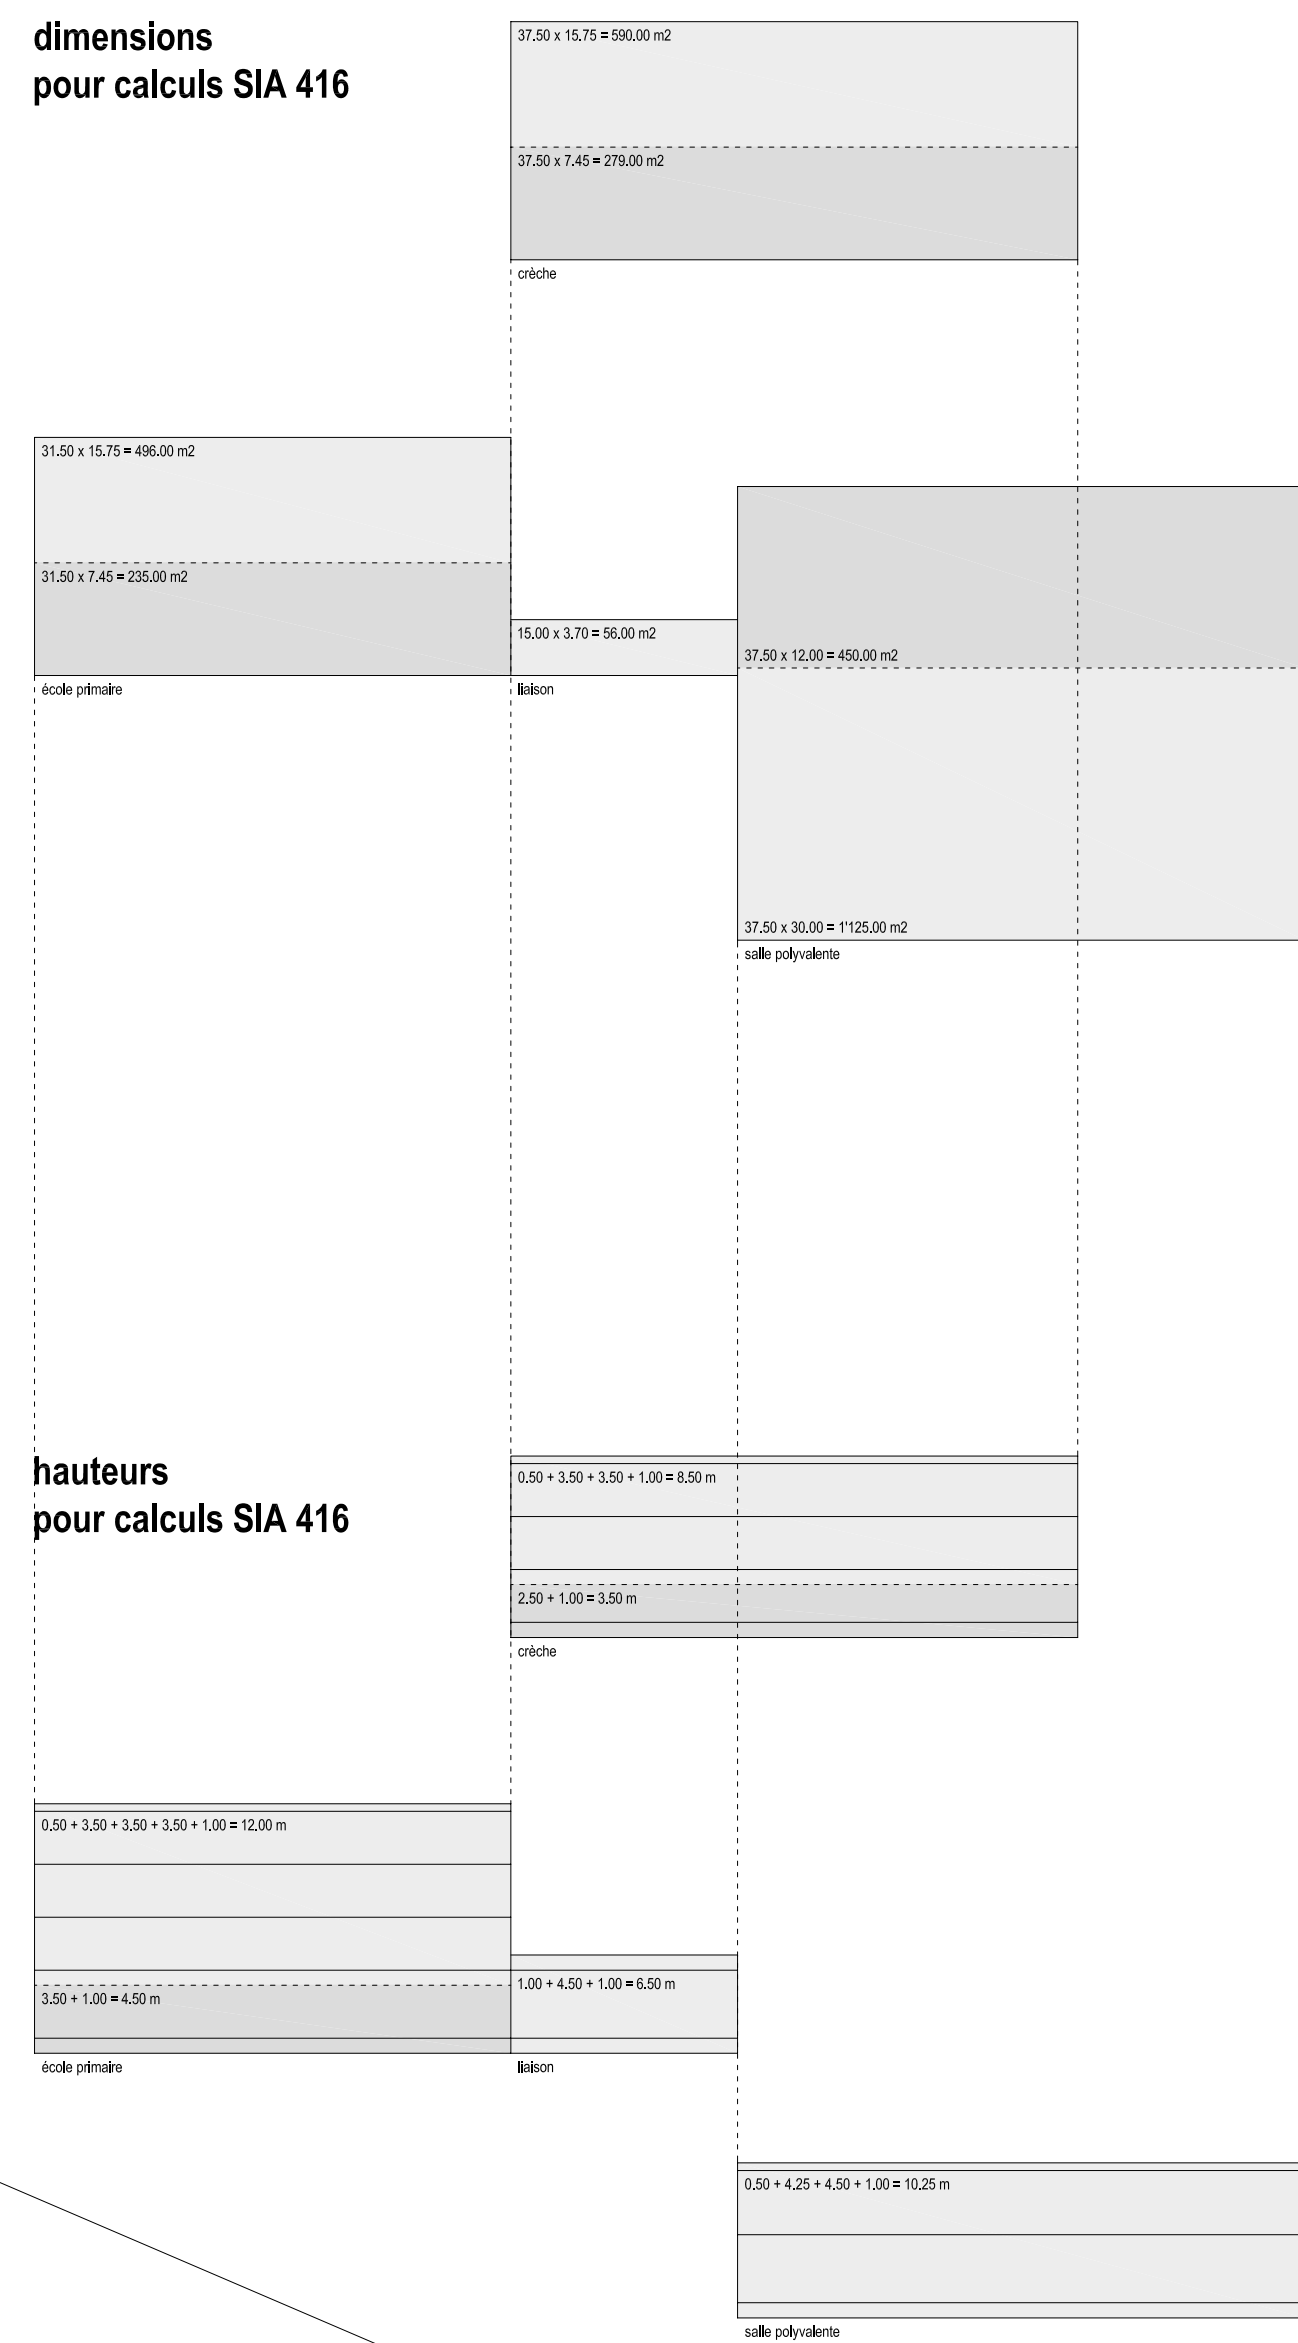 dimensions
pour calculs SIA 416
37.50 x 15.75 = 590.00 m2
37.50 x 7.45 = 279.00 m2
crèche
31.50 x 15.75 = 496.00 m2
31.50 x 7.45 = 235.00 m2
école primaire
15.00 x 3.70 = 56.00 m2
liaison
37.50 x 12.00 = 450.00 m2
37.50 x 30.00 = 1'125.00 m2
salle polyvalente
hauteurs
pour calculs SIA 416
0.50 + 3.50 + 3.50 + 1.00 = 8.50 m
2.50 + 1.00 = 3.50 m
crèche
0.50 + 3.50 + 3.50 + 3.50 + 1.00 = 12.00 m
3.50 + 1.00 = 4.50 m
école primaire
1.00 + 4.50 + 1.00 = 6.50 m
liaison
0.50 + 4.25 + 4.50 + 1.00 = 10.25 m
salle polyvalente